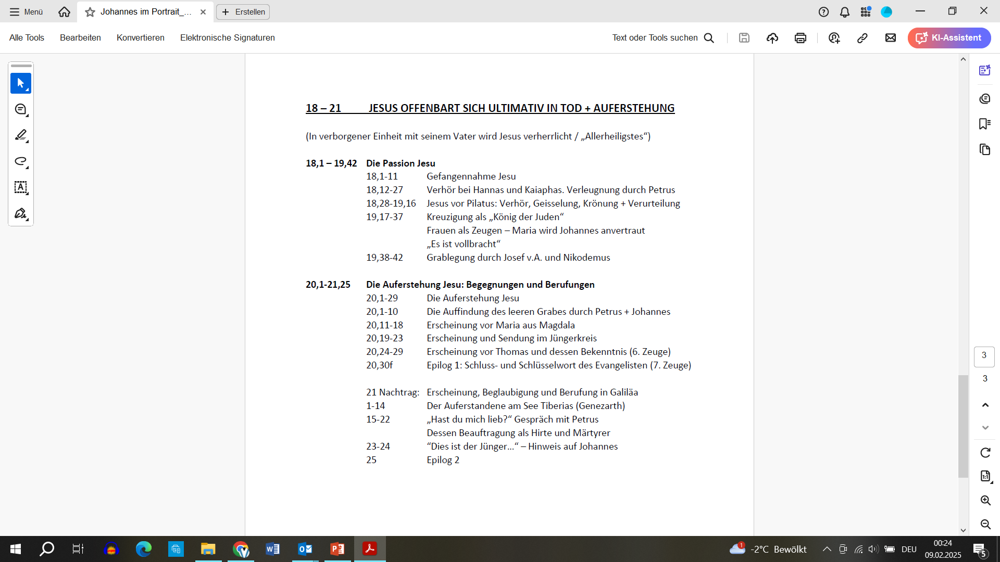 Menü
Johannes im Portrait_...
Erstellen
Alle Tools
Bearbeiten
Konvertieren
Elektronische Signaturen
Text oder Tools suchen
KI-Assistent
18 – 21 JESUS OFFENBART SICH ULTIMATIV IN TOD + AUFERSTEHUNG
(In verborgener Einheit mit seinem Vater wird Jesus verherrlicht / „Allerheiligstes“)
18,1 – 19,42 Die Passion Jesu
18,1-11 Gefangennahme Jesu
18,12-27 Verhör bei Hannas und Kaiaphas. Verleugnung durch Petrus
18,28-19,16 Jesus vor Pilatus: Verhör, Geisselung, Krönung + Verurteilung
19,17-37 Kreuzigung als „König der Juden“
Frauen als Zeugen – Maria wird Johannes anvertraut
„Es ist vollbracht“
19,38-42 Grablegung durch Josef v.A. und Nikodemus
20,1-21,25 Die Auferstehung Jesu: Begegnungen und Berufungen
20,1-29 Die Auferstehung Jesu
20,1-10 Die Auffindung des leeren Grabes durch Petrus + Johannes
20,11-18 Erscheinung vor Maria aus Magdala
20,19-23 Erscheinung und Sendung im Jüngerkreis
20,24-29 Erscheinung vor Thomas und dessen Bekenntnis (6. Zeuge)
20,30f Epilog 1: Schluss- und Schlüsselwort des Evangelisten (7. Zeuge)
21 Nachtrag: Erscheinung, Beglaubigung und Berufung in Galiläa
1-14 Der Auferstandene am See Tiberias (Genezarth)
15-22 „Hast du mich lieb?“ Gespräch mit Petrus
Dessen Beauftragung als Hirte und Märtyrer
23-24 “Dies ist der Jünger...“ – Hinweis auf Johannes
25 Epilog 2
3
3
1:1
1
-2°C Bewölkt
DEU
00:24
09.02.2025
5